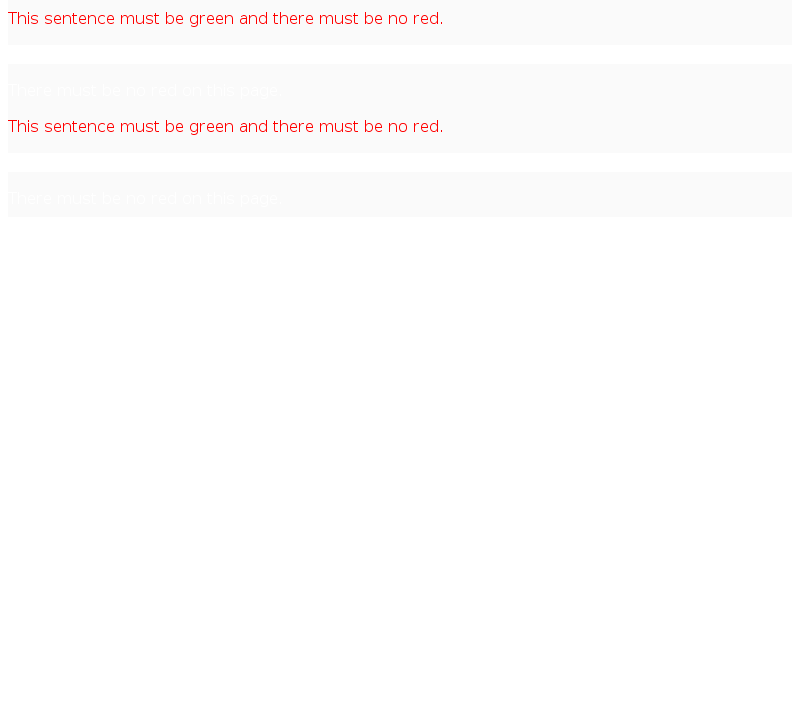 This sentence must be green and there must be no red.
There must be no red on this page.
This sentence must be green and there must be no red.
There must be no red on this page.